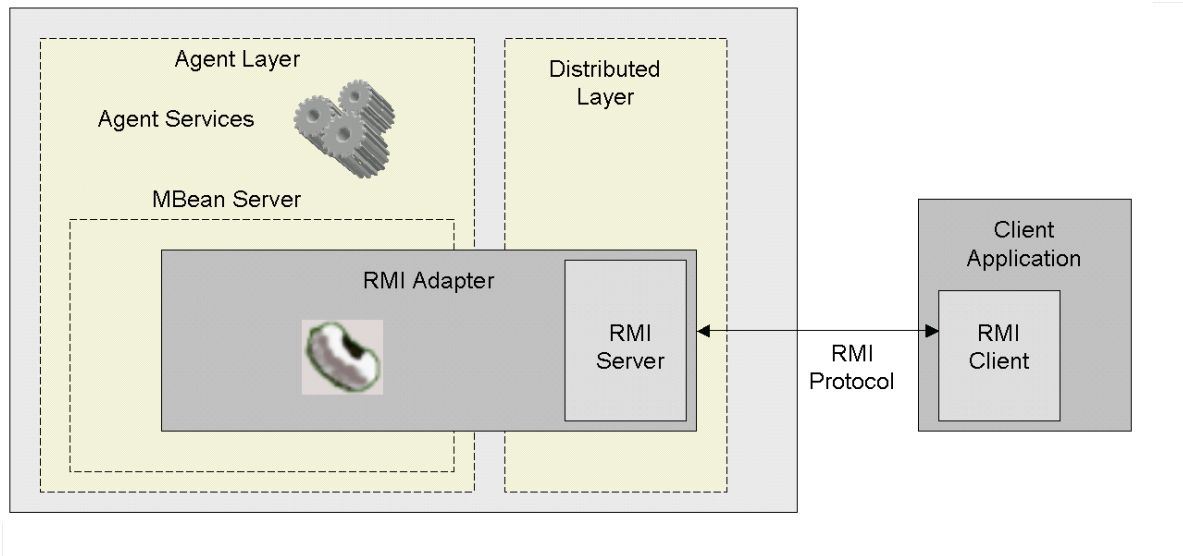 Agent Layer
Agent Services
MBean Server
Distributed
Layer
RMI Adapter
RMI
Server
RMI
Protocol
Client
Application
RMI
Client